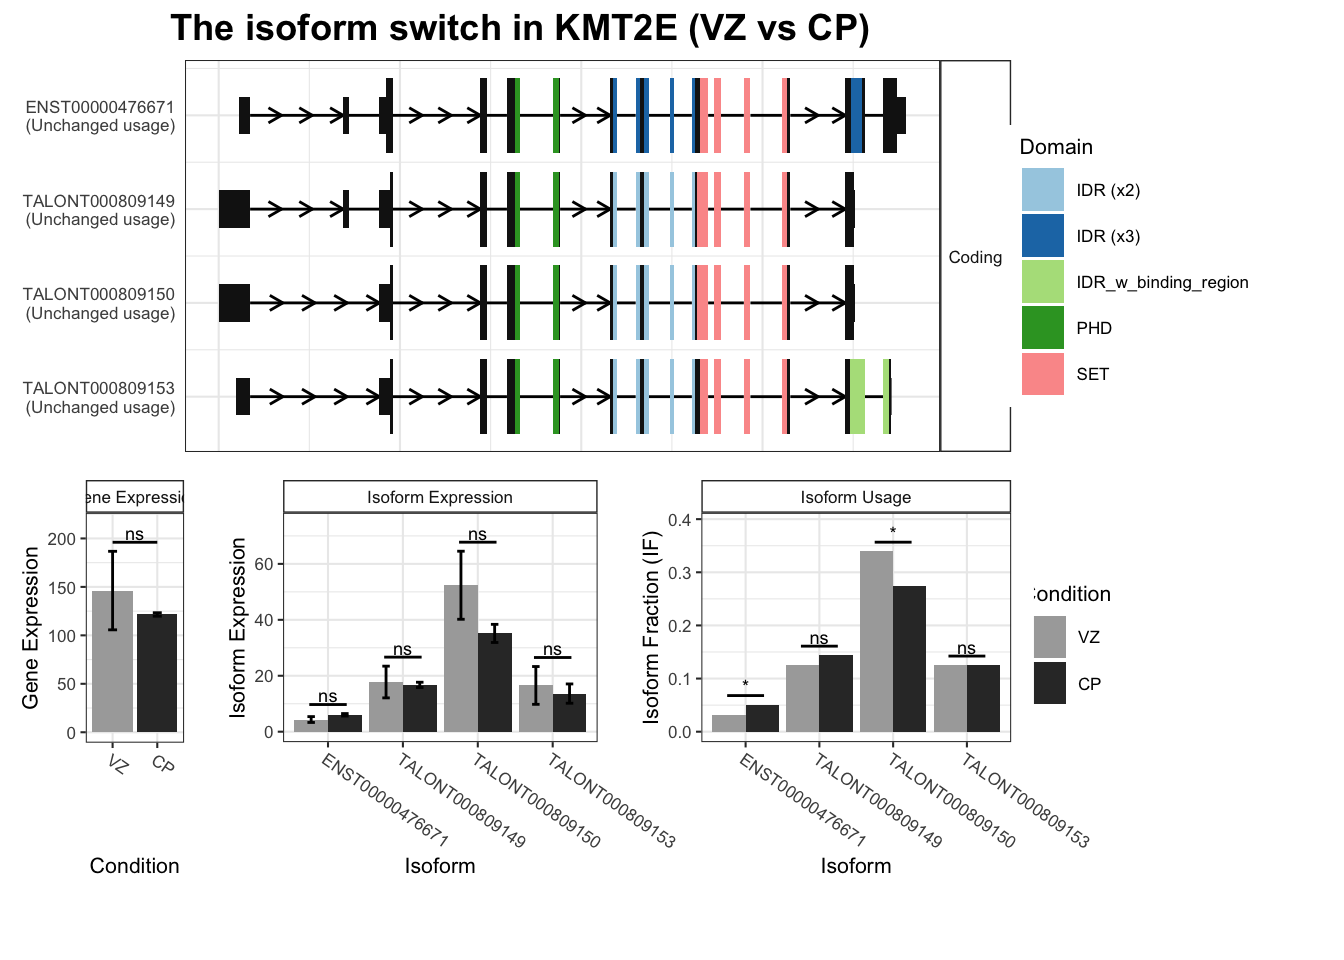 The isoform switch in KMT2E (VZ vs CP)
ENST00000476671
(Unchanged usage)
TALONT000809149
(Unchanged usage)
TALONT000809150
(Unchanged usage)
TALONT000809153
(Unchanged usage)
Coding
Domain
IDR (x2)
IDR (x3)
IDR_w_binding_region
PHD
SET
ene Expressi
Gene Expression
200
150
100
50
0
ns
VZ
CP
Condition
Isoform Expression
Isoform Expression
60
40
20
0
ns
ns
ns
ns
ENST00000476671
TALONT000809149
TALONT000809150
TALONT000809153
Isoform
Isoform Usage
Isoform Fraction (IF)
0.4
0.3
0.2
0.1
0.0
*
ns
*
ns
ENST00000476671
TALONT000809149
TALONT000809150
TALONT000809153
Isoform
ondition
VZ
CP